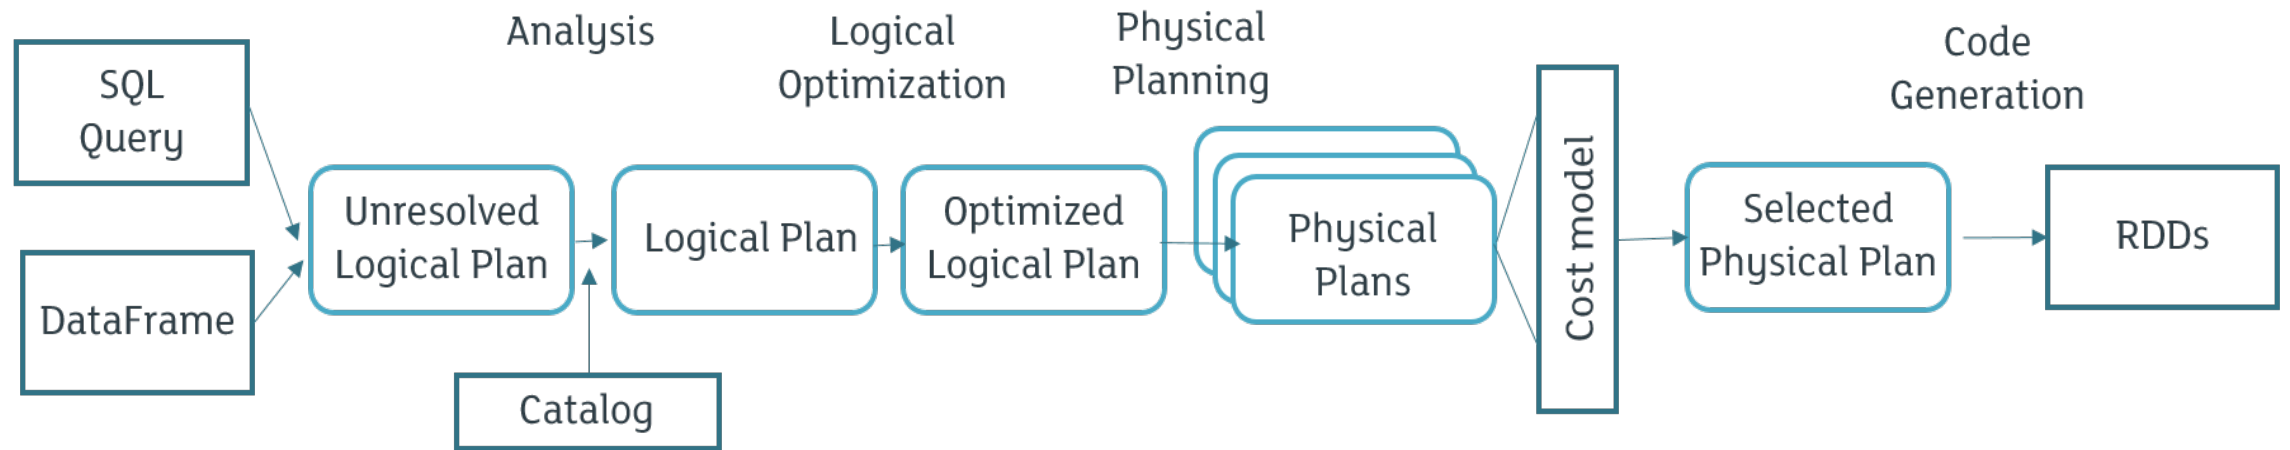 Analysis
Logical
Optimization
Physical
Planning
Code
Generation
SQL
Query
DataFrame
Unresolved
Logical Plan
Catalog
Logical Plan
Optimized
Logical Plan
Physical
Plans
Cost model
Selected
Physical Plan
RDDs